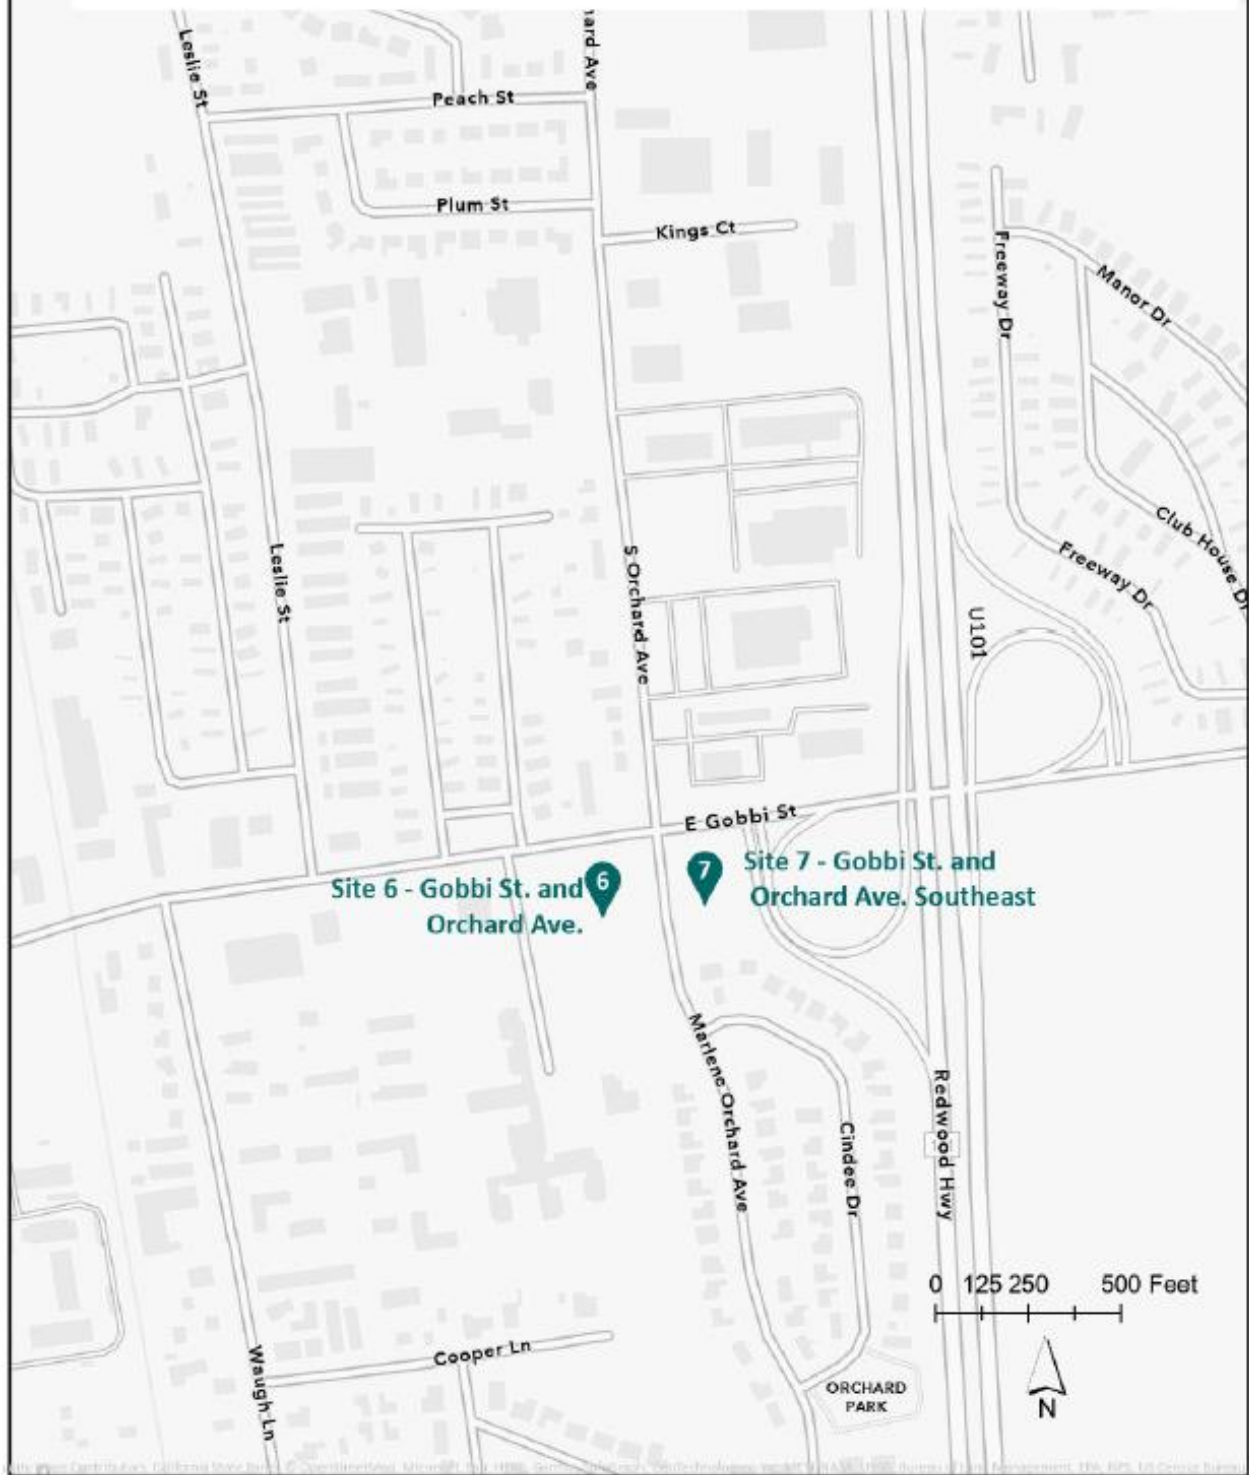 Leslie St
hard Ave
Peach St
Plum St
Kings Ct
Freeway Dr
Manor Dr
Club House Dr
Freeway Dr
Leslie St
S Orchard Ave
U101
E Gobbi St
Site 6 - Gobbi St. and
Orchard Ave.
6
7
Site 7 - Gobbi St. and
Orchard Ave. Southeast
Marlene Orchard Ave
Cindee Dr
Redwood Hwy
0 125 250 500 Feet
N
Waugh Ln
Cooper Ln
ORCHARD
PARK